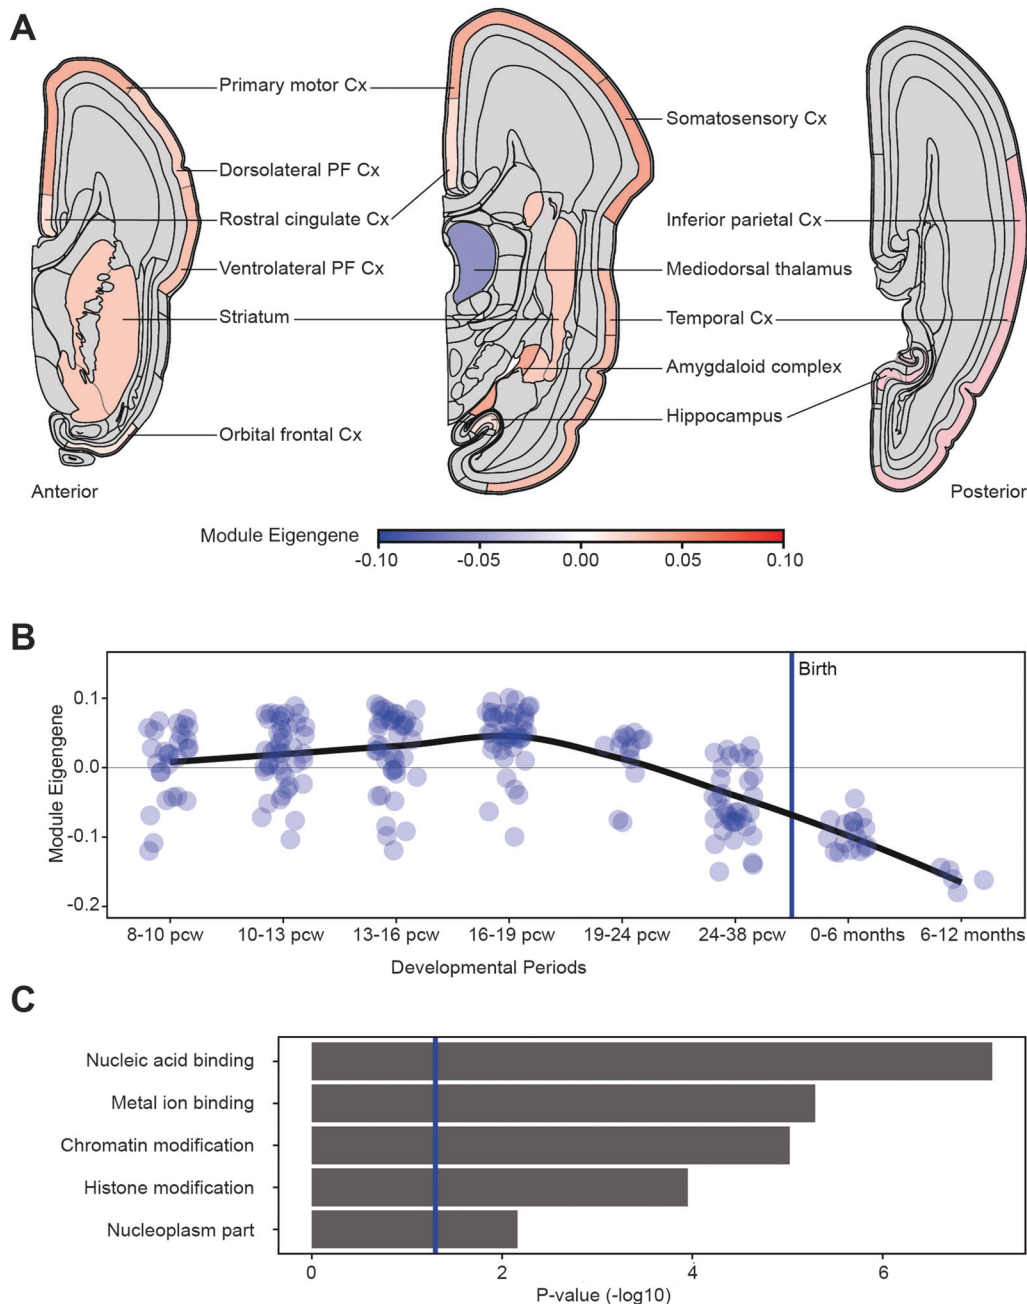 A
Primary motor Cx
Dorsolateral PF Cx
Rostral cingulate Cx
Ventrolateral PF Cx
Striatum
Orbital frontal Cx
Somatosensory Cx
Inferior parietal Cx
Mediodorsal thalamus
Temporal Cx
Amygdaloid complex
Hippocampus
Anterior
Posterior
Module Eigengene
-0.10 -0.05 0.00 0.05 0.10
B
Module Eigengene
0.1
0.0
-0.1
-0.2
Birth
8-10 pcw 10-13 pcw 13-16 pcw 16-19 pcw 19-24 pcw 24-38 pcw 0-6 months 6-12 months
Developmental Periods
C
Nucleic acid binding
Metal ion binding
Chromatin modification
Histone modification
Nucleoplasm part
0 2 4 6
P-value (-log10)